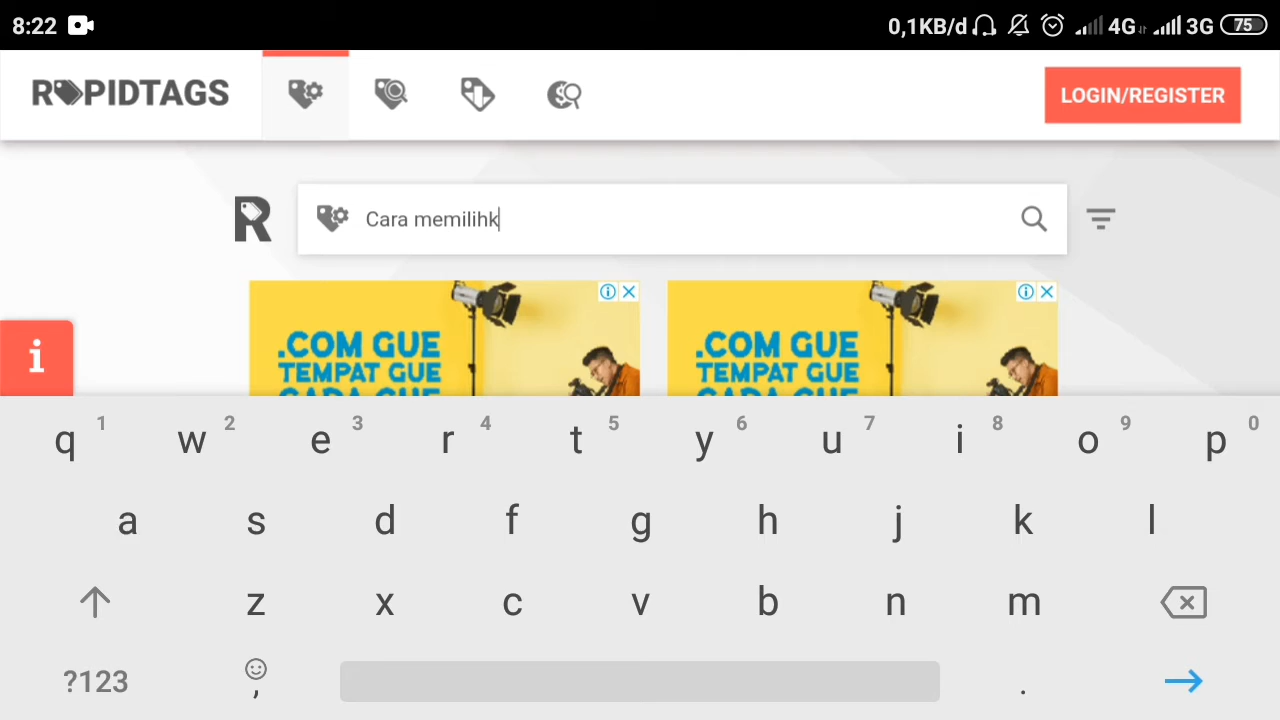 8:22 0,1KB/d 4G 3G 75
RAPIDTAGS LOGIN/REGISTER
R Cara memilihk
.COM GUE .COM GUE
TEMPAT GUE TEMPAT GUE
i
q 1 w 2 e 3 r 4 t 5 y 6 u 7 i 8 o 9 p 0
a s d f g h j k l
z x c v b n m
?123 , .